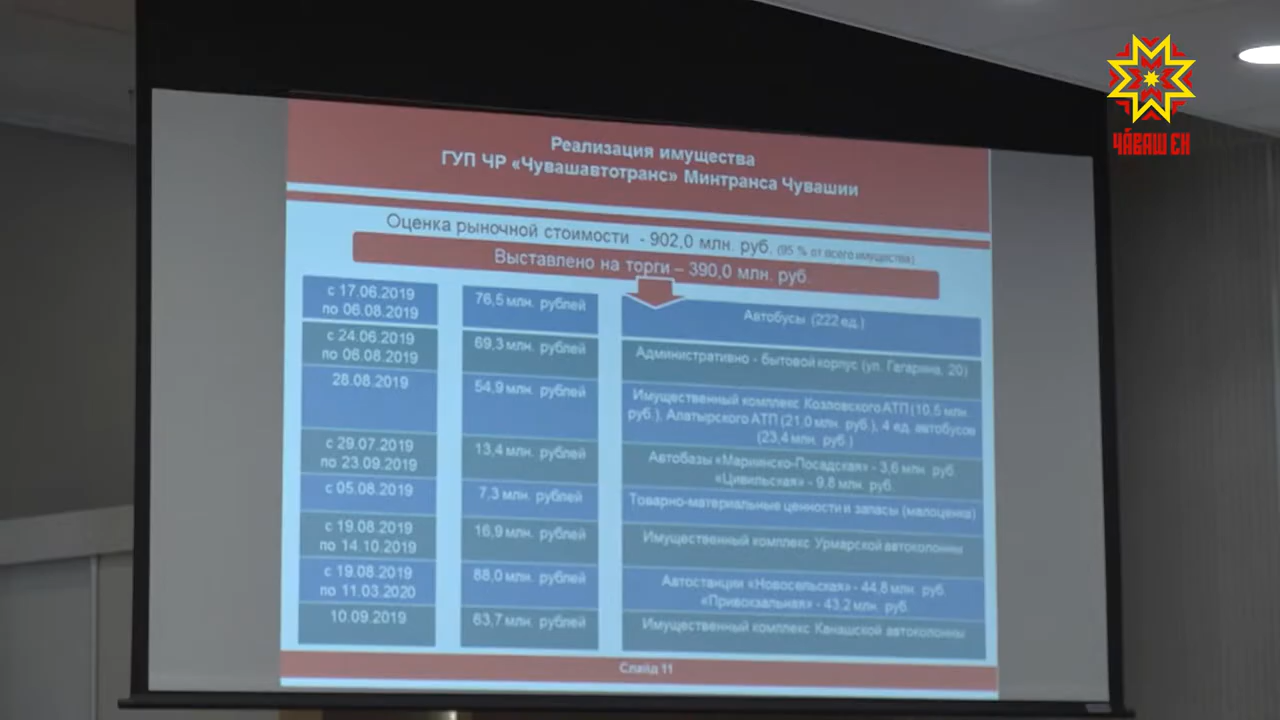 ЧӐВАШ ЕН
Реализация имущества
ГУП ЧР «Чувашавтотранс» Минтранса Чувашии
Оценка рыночной стоимости - 902,0 млн. руб. (95 % от всего имущества)
Выставлено на торги – 390,0 млн. руб.
с 17.06.2019
по 06.08.2019
76,5 млн. рублей
Автобусы (222 ед.)
с 24.06.2019
по 06.08.2019
69,3 млн. рублей
Административно - бытовой корпус (ул. Гагарина, 20)
28.08.2019
54,9 млн. рублей
Имущественный комплекс Козловского АТП (10,5 млн.
руб.), Алатырского АТП (21,0 млн. руб.), 4 ед. автобусов
(23,4 млн. руб.)
с 29.07.2019
по 23.09.2019
13,4 млн. рублей
Автобазы «Мариинско-Посадская» - 3,6 млн. руб.
«Цивильская» - 9,8 млн. руб.
с 05.08.2019
7,3 млн. рублей
Товарно-материальные ценности и запасы (малоценка)
с 19.08.2019
по 14.10.2019
16,9 млн. рублей
Имущественный комплекс Урмарской автоколонны
с 19.08.2019
по 11.03.2020
88,0 млн. рублей
Автостанции «Новосельская» - 44,8 млн. руб.
«Привокзальная» - 43,2 млн. руб.
10.09.2019
63,7 млн. рублей
Имущественный комплекс Канашской автоколонны
Слайд 11